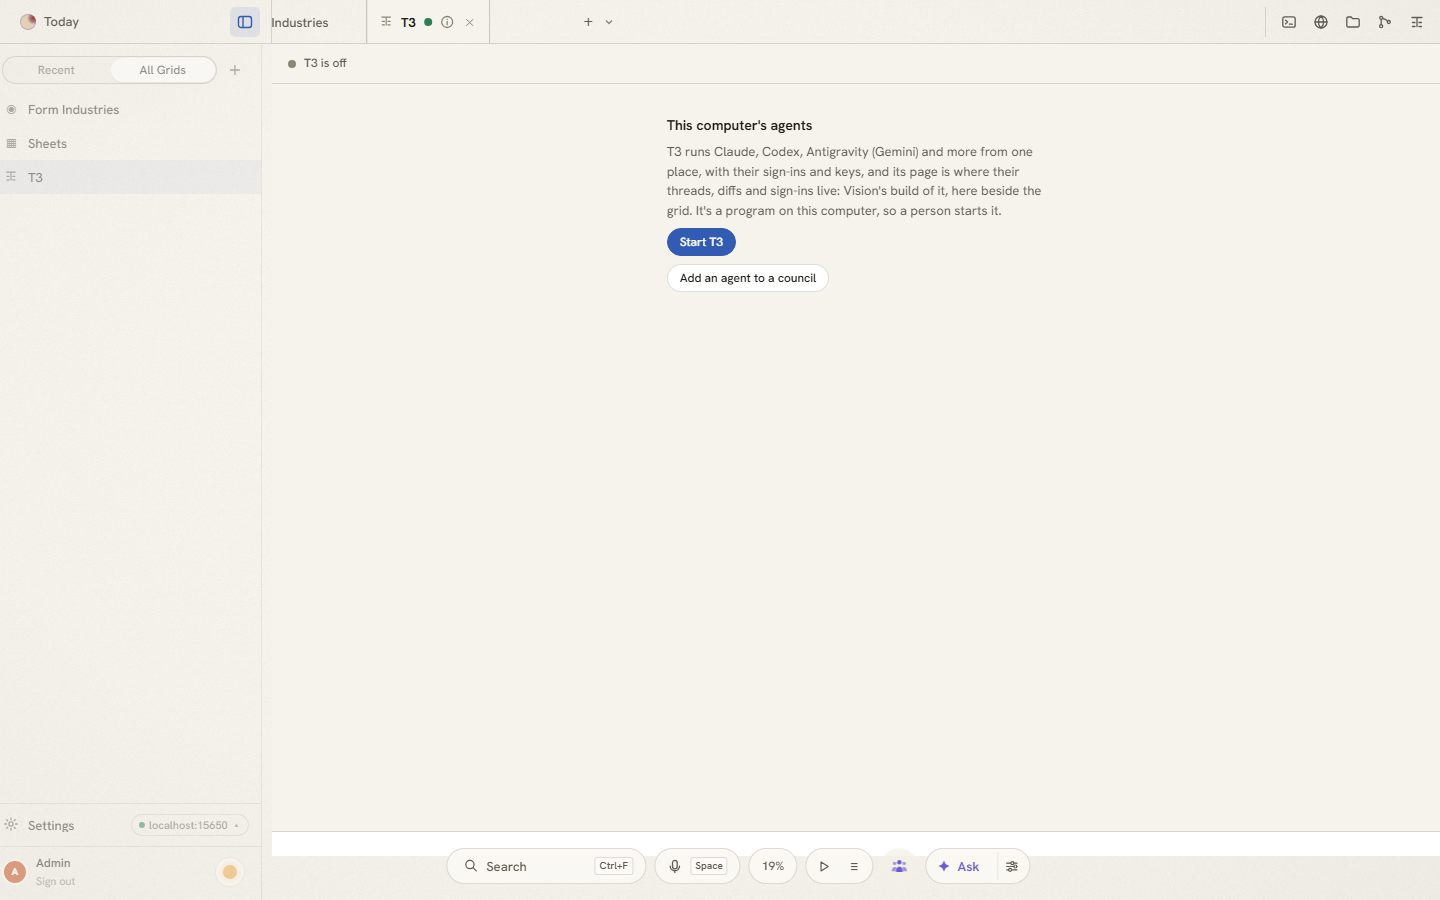 Today
Industries
T3
Recent
All Grids
T3 is off
Form Industries
Sheets
T3
This computer's agents
T3 runs Claude, Codex, Antigravity (Gemini) and more from one
place, with their sign-ins and keys, and its page is where their
threads, diffs and sign-ins live: Vision's build of it, here beside the
grid. It's a program on this computer, so a person starts it.
Start T3
Add an agent to a council
Settings
localhost:15650
A
Admin
Sign out
Search
Ctrl+F
Space
19%
Ask